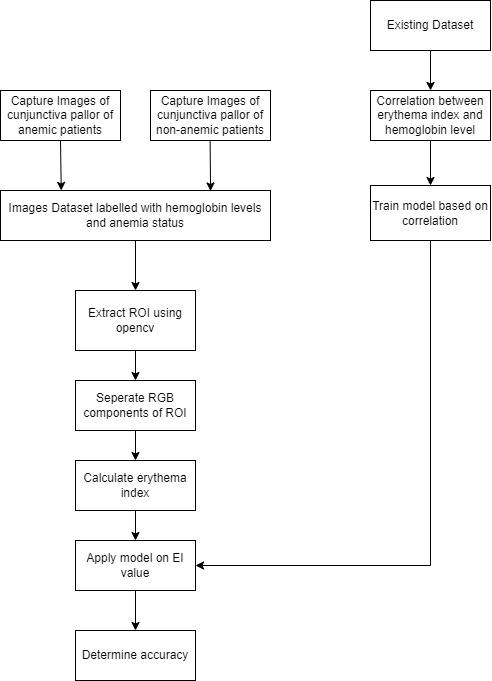 Existing Dataset
Capture Images of
cunjunctiva pallor of
anemic patients
Capture Images of
cunjunctiva pallor of
non-anemic patients
Correlation between
erythema index and
hemoglobin level
Images Dataset labelled with hemoglobin levels
and anemia status
Train model based on
correlation
Extract ROI using
opencv
Seperate RGB
components of ROI
Calculate erythema
index
Apply model on EI
value
Determine accuracy